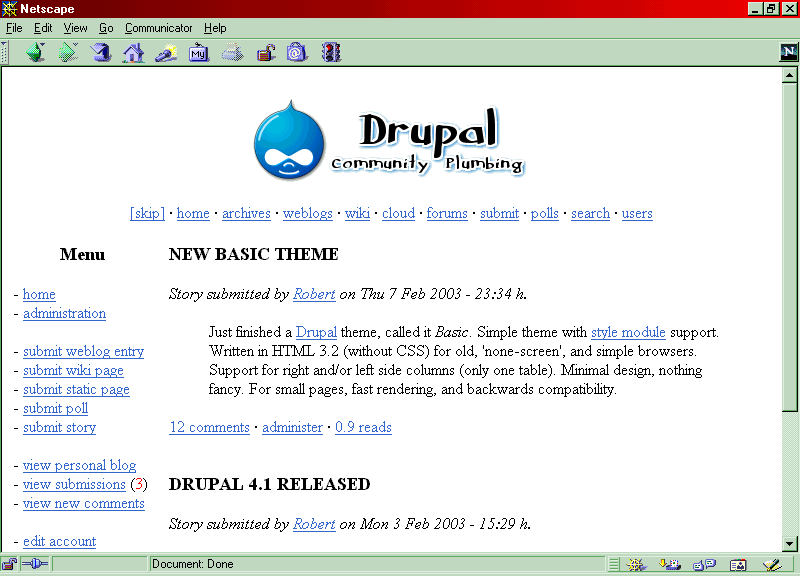 Netscape
File Edit View Go Communicator Help
My
N
Drupal
Community Plumbing
[skip] · home · archives · weblogs · wiki · cloud · forums · submit · polls · search · users
Menu
- home
- administration
- submit weblog entry
- submit wiki page
- submit static page
- submit poll
- submit story
- view personal blog
- view submissions (3)
- view new comments
- edit account
NEW BASIC THEME
Story submitted by Robert on Thu 7 Feb 2003 - 23:34 h.
Just finished a Drupal theme, called it Basic. Simple theme with style module support.
Written in HTML 3.2 (without CSS) for old, 'none-screen', and simple browsers.
Support for right and/or left side columns (only one table). Minimal design, nothing
fancy. For small pages, fast rendering, and backwards compatibility.
12 comments · administer · 0.9 reads
DRUPAL 4.1 RELEASED
Story submitted by Robert on Mon 3 Feb 2003 - 15:29 h.
Document: Done